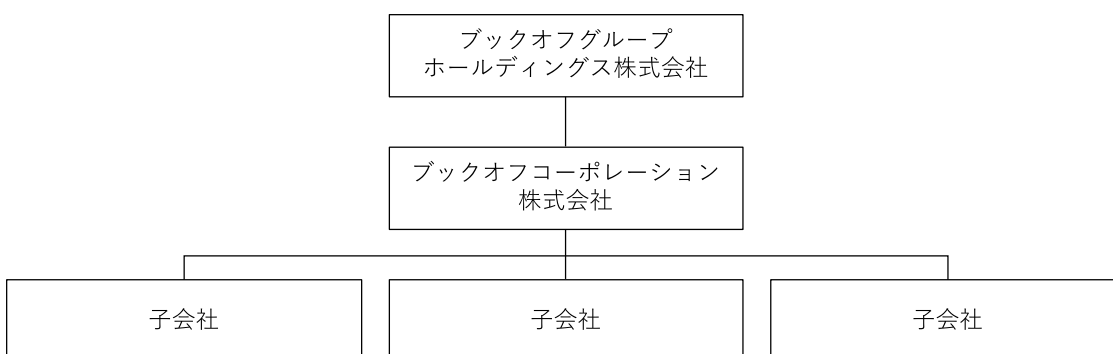 ブックオフグループ
ホールディングス株式会社
ブックオフコーポレーション
株式会社
子会社
子会社
子会社